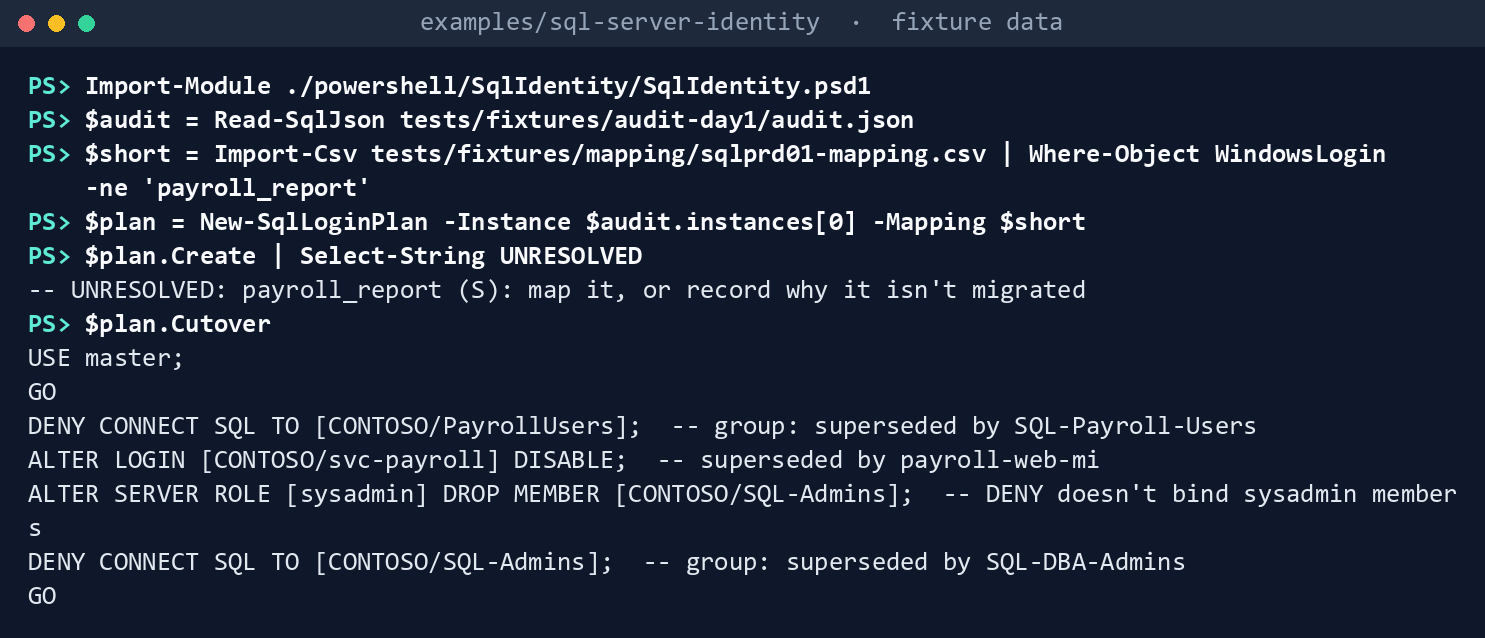 examples/sql-server-identity · fixture data
PS> Import-Module ./powershell/SqlIdentity/SqlIdentity.psd1
PS> $audit = Read-SqlJson tests/fixtures/audit-day1/audit.json
PS> $short = Import-Csv tests/fixtures/mapping/sqlprd01-mapping.csv | Where-Object WindowsLogin
-ne 'payroll_report'
PS> $plan = New-SqlLoginPlan -Instance $audit.instances[0] -Mapping $short
PS> $plan.Create | Select-String UNRESOLVED
-- UNRESOLVED: payroll_report (S): map it, or record why it isn't migrated
PS> $plan.Cutover
USE master;
GO
DENY CONNECT SQL TO [CONTOSO/PayrollUsers];  -- group: superseded by SQL-Payroll-Users
ALTER LOGIN [CONTOSO/svc-payroll] DISABLE;  -- superseded by payroll-web-mi
ALTER SERVER ROLE [sysadmin] DROP MEMBER [CONTOSO/SQL-Admins];  -- DENY doesn't bind sysadmin member
s
DENY CONNECT SQL TO [CONTOSO/SQL-Admins];  -- group: superseded by SQL-DBA-Admins
GO